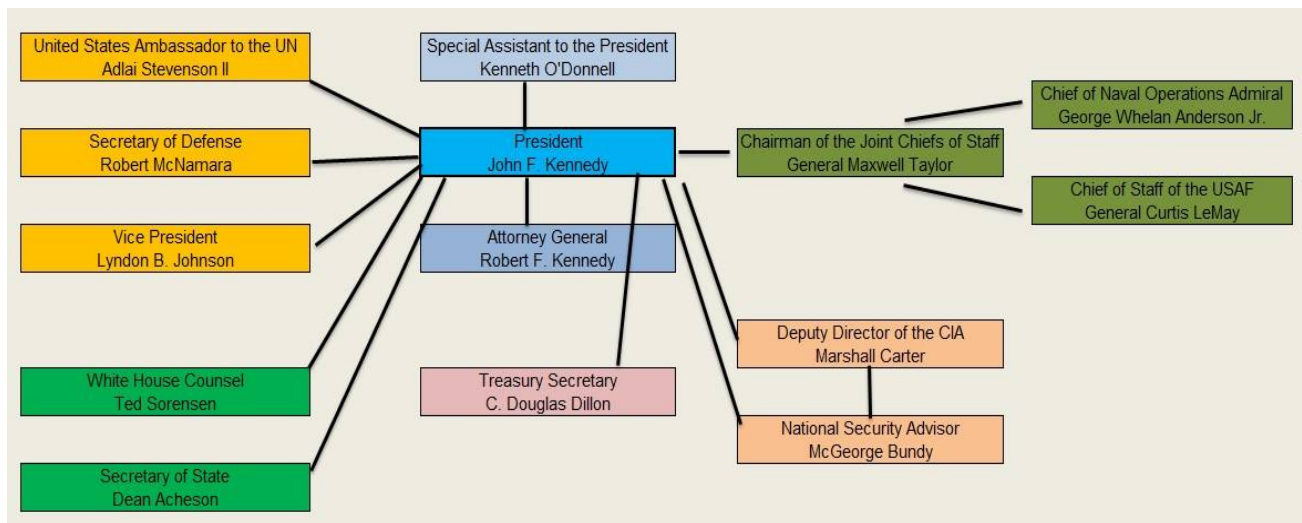 United States Ambassador to the UN
Adlai Stevenson II
Special Assistant to the President
Kenneth O'Donnell
Chief of Naval Operations Admiral
George Whelan Anderson Jr.
Secretary of Defense
Robert McNamara
President
John F. Kennedy
Chairman of the Joint Chiefs of Staff
General Maxwell Taylor
Chief of Staff of the USAF
General Curtis LeMay
Vice President
Lyndon B. Johnson
Attorney General
Robert F. Kennedy
Deputy Director of the CIA
Marshall Carter
White House Counsel
Ted Sorensen
Treasury Secretary
C. Douglas Dillon
National Security Advisor
McGeorge Bundy
Secretary of State
Dean Acheson